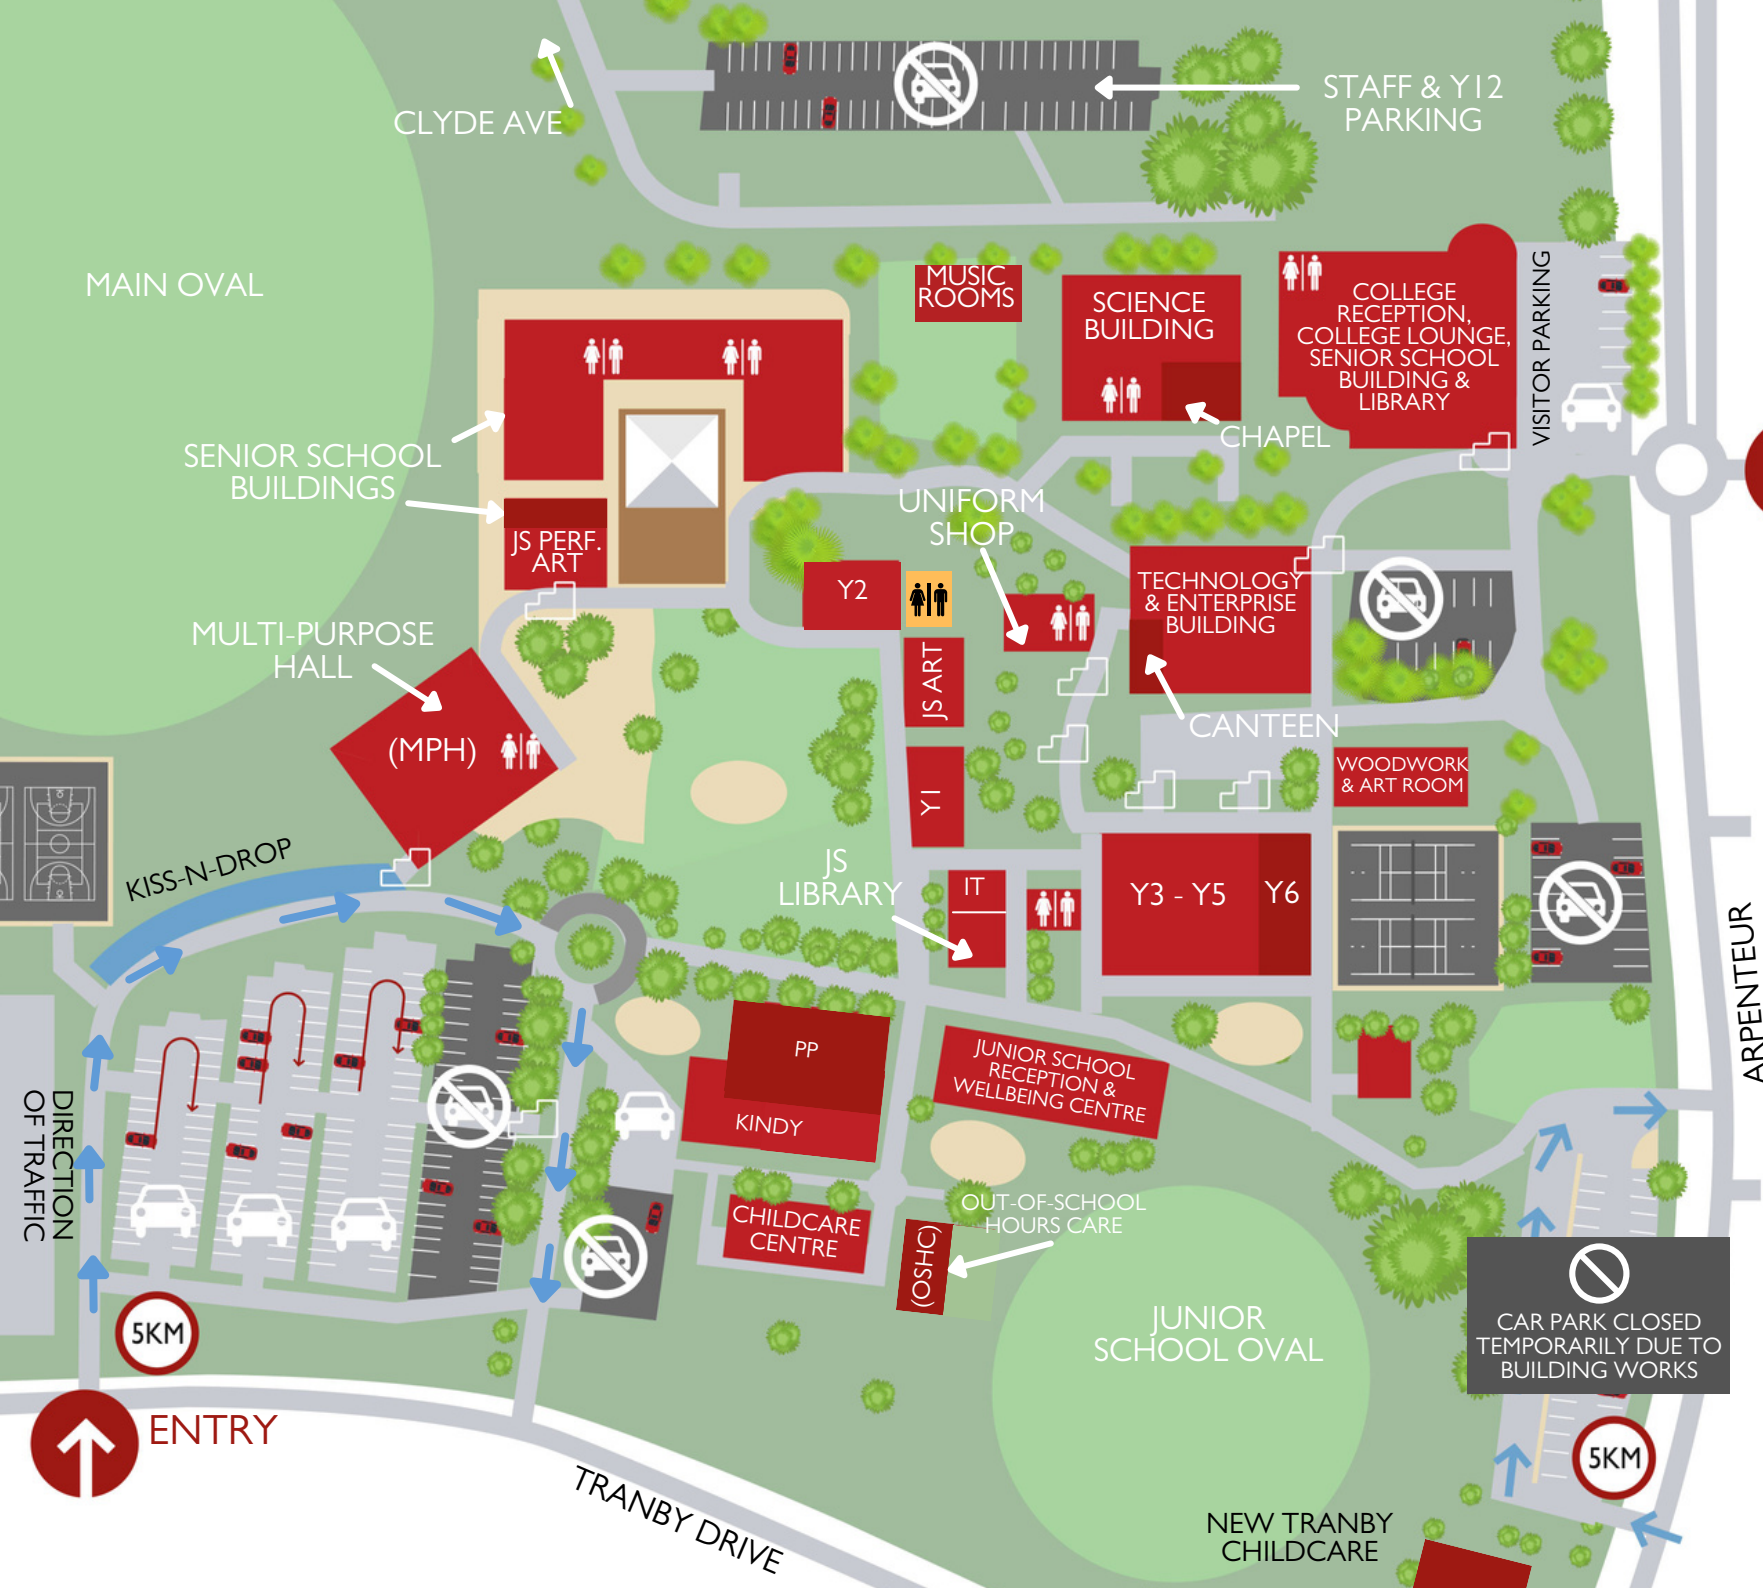 CLYDE AVE
STAFF & Y12
PARKING
MAIN OVAL
MUSIC
ROOMS
SCIENCE
BUILDING
COLLEGE
RECEPTION,
COLLEGE LOUNGE,
SENIOR SCHOOL
BUILDING &
LIBRARY
VISITOR PARKING
CHAPEL
SENIOR SCHOOL
BUILDINGS
UNIFORM
SHOP
JS PERF.
ART
Y2
TECHNOLOGY
& ENTERPRISE
BUILDING
MULTI-PURPOSE
HALL
(MPH)
JS ART
CANTEEN
WOODWORK
& ART ROOM
Y1
KISS-N-DROP
JS
LIBRARY
IT
Y3 - Y5
Y6
ARPENTEUR
PP
KINDY
JUNIOR SCHOOL
RECEPTION &
WELLBEING CENTRE
DIRECTION
OF TRAFFIC
CHILDCARE
CENTRE
OUT-OF-SCHOOL
HOURS CARE
(OSHC)
JUNIOR
SCHOOL OVAL
CAR PARK CLOSED
TEMPORARILY DUE TO
BUILDING WORKS
5KM
ENTRY
5KM
TRANBY DRIVE
NEW TRANBY
CHILDCARE